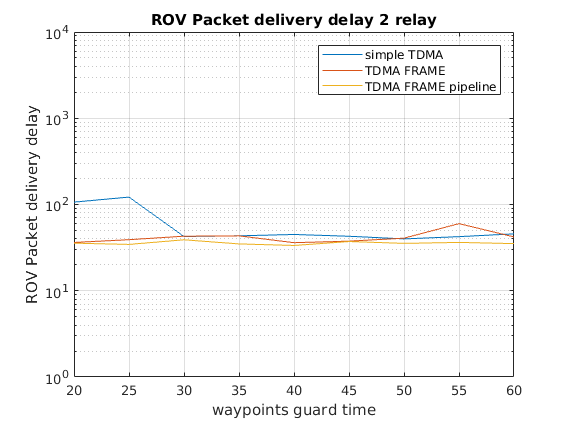 ROV Packet delivery delay 2 relay
simple TDMA
TDMA FRAME
TDMA FRAME pipeline
ROV Packet delivery delay
10^4
10^3
10^2
10^1
10^0
20 25 30 35 40 45 50 55 60
waypoints guard time